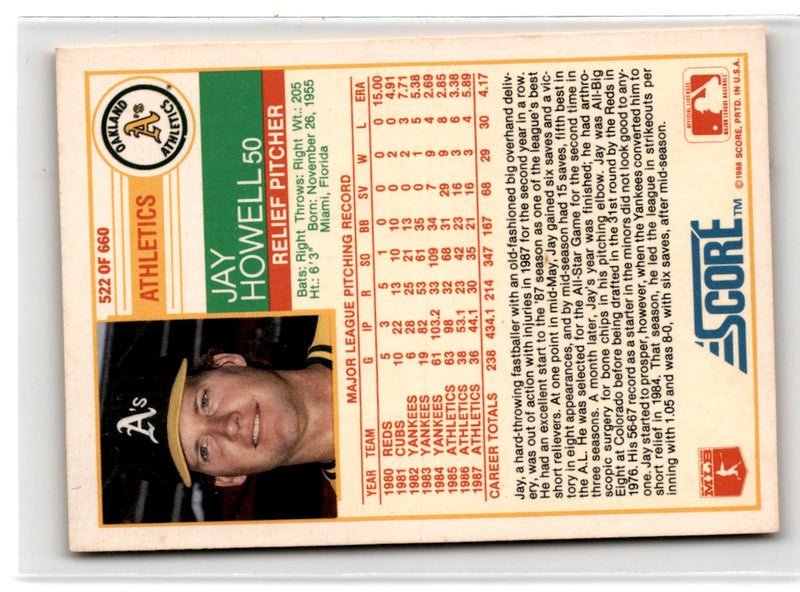 522 OF 660
ATHLETICS
OAKLAND
A's
ATHLETICS
JAY
HOWELL 50
RELIEF PITCHER
Bats: Right Throws: Right Wt.: 205
Ht.: 6'3" Born: November 26, 1955
Miami, Florida
A's
MAJOR LEAGUE PITCHING RECORD
YEAR TEAM G IP R SO BB SV W L ERA
1980 REDS 5 3 5 1 0 0 0 0 15.00
1981 CUBS 10 22 13 10 10 0 2 0 4.91
1982 YANKEES 6 28 25 21 13 0 2 3 7.71
1983 YANKEES 19 82 53 61 35 0 1 5 5.38
1984 YANKEES 61 103.2 33 109 34 7 9 4 2.69
1985 ATHLETICS 63 98 32 68 31 29 9 8 2.85
1986 ATHLETICS 38 53.1 23 42 23 16 3 6 3.38
1987 ATHLETICS 36 44.1 30 35 21 16 3 4 5.89
CAREER TOTALS 238 434.1 214 347 167 68 29 30 4.17
Jay, a hard-throwing fastballer with an old-fashioned big overhand deliv-
ery, was out of action with injuries in 1987 for the second year in a row.
He had an excellent start to the '87 season as one of the league's best
short relievers. At one point in mid-May, Jay gained six saves and a vic-
tory in eight appearances, and by mid-season had 15 saves, fifth best in
the A.L. He was selected for the All-Star Game for the second time in
three seasons. A month later, Jay's year was finished; he had arthro-
scopic surgery for bone chips in his pitching elbow. Jay was All-Big
Eight at Colorado before being drafted in the 31st round by the Reds in
1976. His 56-67 record as a starter in the minors did not look good to any-
one. Jay started to prosper, however, when the Yankees converted him to
short relief in 1984. That season, he led the league in strikeouts per
inning with 1.05 and was 8-0, with six saves, after mid-season.
MLB
SCORE™
OFFICIAL LICENSEE
MAJOR LEAGUE BASEBALL
©1988 SCORE, PRTD. IN U.S.A.